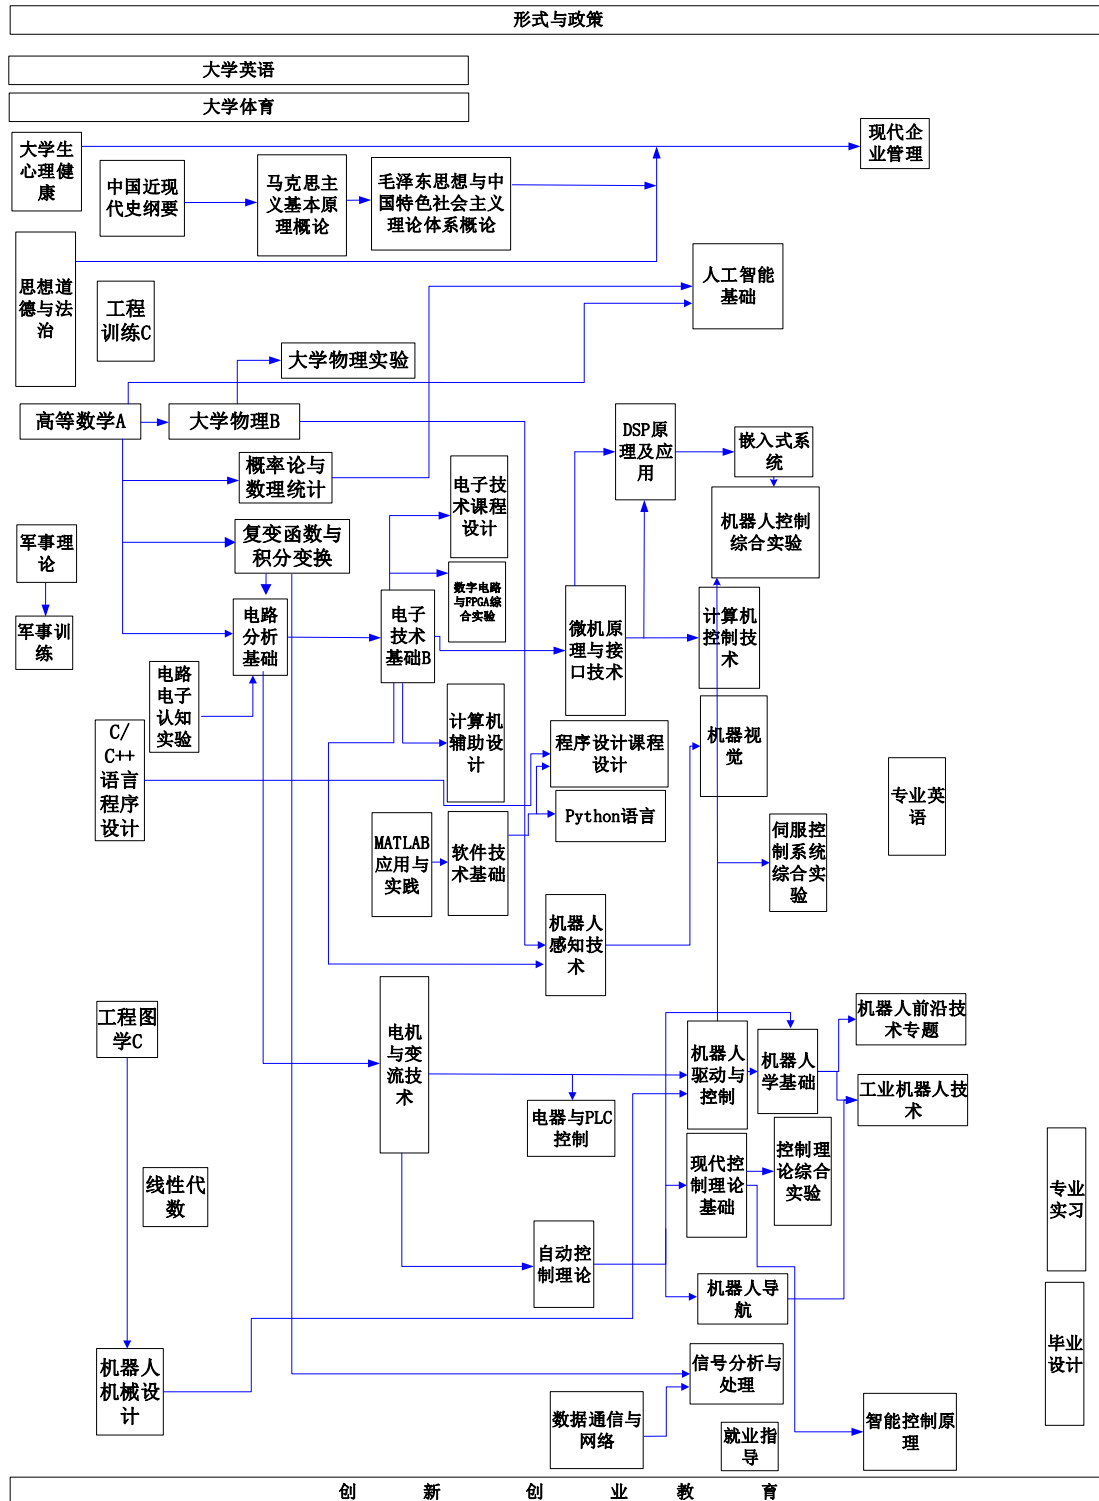 形式与政策
大学英语
大学体育
大学生
心理健
康
现代企
业管理
中国近现
代史纲要
马克思主
义基本原
理概论
毛泽东思想与中
国特色社会主义
理论体系概论
思想道
德与法
治
工程
训练C
人工智能
基础
大学物理实验
高等数学A
大学物理B
DSP原
理及应
用
嵌入式系
统
概率论与
数理统计
电子技
术课程
设计
机器人控制
综合实验
军事理
论
复变函数与
积分变换
数字电路
与FPGA综
合实验
军事训
练
电路
分析
基础
电子
技术
基础B
微机原
理与接
口技术
计算机
控制技
术
电路
电子
认知
实验
C/
C++
语言
程序
设计
计算机
辅助设
计
程序设计课程
设计
机器视
觉
专业英
语
Python语言
MATLAB
应用与
实践
软件技
术基础
伺服控
制系统
综合实
验
机器人
感知技
术
工程图
学C
电机
与变
流技
术
机器人
驱动与
控制
机器人
学基础
机器人前沿技
术专题
工业机器人技
术
电器与PLC
控制
现代控
制理论
基础
控制理
论综合
实验
线性代
数
专业
实习
自动控
制理论
机器人导
航
机器人
机械设
计
信号分析与
处理
毕业
设计
数据通信与
网络
就业指
导
智能控制原
理
创 新 创 业 教 育